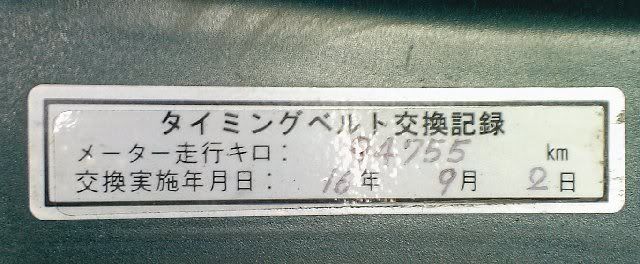 タイミングベルト交換記録
メーター走行キロ： 94755 km
交換実施年月日： 16年 9月 2日